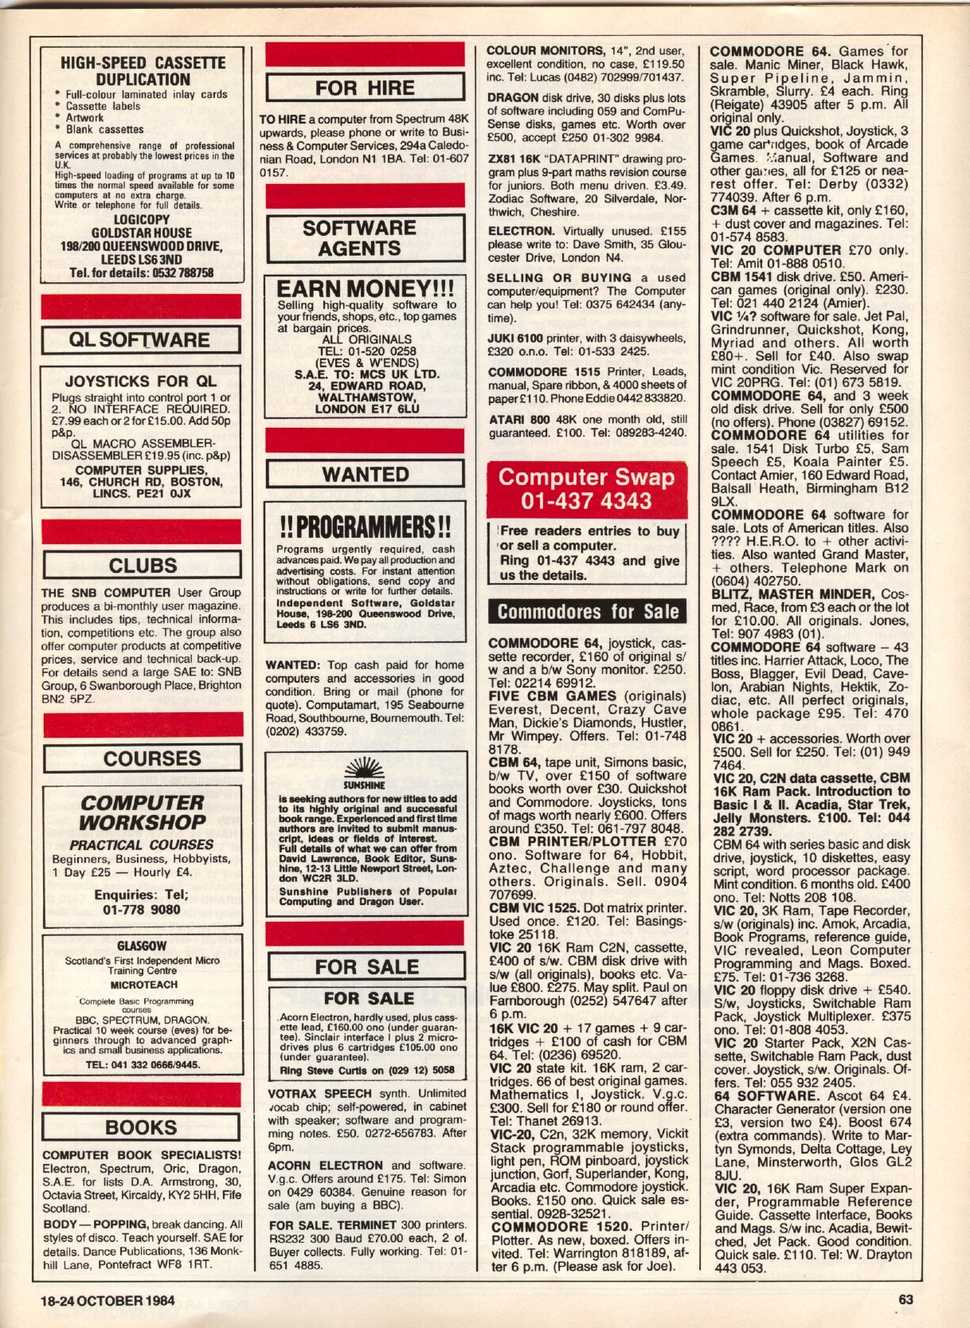 HIGH-SPEED CASSETTE
DUPLICATION
* Full-colour laminated inlay cards
* Cassette labels
* Artwork
* Blank cassettes
A comprehensive range of professional
services at probably the lowest prices in the
U.K.
High-speed loading of programs at up to 10
times the normal speed available for some
computers at no extra charge.
Write or telephone for full details.
LOGICOPY
GOLDSTAR HOUSE
198/200 QUEENSWOOD DRIVE,
LEEDS LS6 3ND
Tel. for details: 0532 788758
QL SOFTWARE
JOYSTICKS FOR QL
Plugs straight into control port 1 or
2. NO INTERFACE REQUIRED.
£7.99 each or 2 for £15.00. Add 50p
p&p.
QL MACRO ASSEMBLER-
DISASSEMBLER £19.95 (inc. p&p)
COMPUTER SUPPLIES,
146, CHURCH RD, BOSTON,
LINCS. PE21 0JX
CLUBS
THE SNB COMPUTER User Group
produces a bi-monthly user magazine.
This includes tips, technical informa-
tion, competitions etc. The group also
offer computer products at competitive
prices, service and technical back-up.
For details send a large SAE to: SNB
Group, 6 Swanborough Place, Brighton
BN2 5PZ.
COURSES
COMPUTER
WORKSHOP
PRACTICAL COURSES
Beginners, Business, Hobbyists,
1 Day £25 — Hourly £4.
Enquiries: Tel;
01-778 9080
GLASGOW
Scotland's First Independent Micro
Training Centre
MICROTEACH
Complete Basic Programming
courses
BBC, SPECTRUM, DRAGON.
Practical 10 week course (eves) for be-
ginners through to advanced graph-
ics and small business applications.
TEL: 041 332 0666/9445.
BOOKS
COMPUTER BOOK SPECIALISTS!
Electron, Spectrum, Oric, Dragon,
S.A.E. for lists D.A. Armstrong, 30,
Octavia Street, Kircaldy, KY2 5HH, Fife
Scotland.
BODY — POPPING, break dancing. All
styles of disco. Teach yourself. SAE for
details. Dance Publications, 136 Monk-
hill Lane, Pontefract WF8 1RT.
FOR HIRE
TO HIRE a computer from Spectrum 48K
upwards, please phone or write to Busi-
ness & Computer Services, 294a Caledo-
nian Road, London N1 1BA. Tel: 01-607
0157.
SOFTWARE
AGENTS
EARN MONEY!!!
Selling high-quality software to
your friends, shops, etc., top games
at bargain prices.
ALL ORIGINALS
TEL: 01-520 0258
(EVES & W'ENDS)
S.A.E. TO: MCS UK LTD.
24, EDWARD ROAD,
WALTHAMSTOW,
LONDON E17 6LU
WANTED
!!PROGRAMMERS!!
Programs urgently required, cash
advances paid. We pay all production and
advertising costs. For instant attention
without obligations, send copy and
instructions or write for further details.
Independent Software, Goldstar
House, 198-200 Queenswood Drive,
Leeds 6 LS6 3ND.
WANTED: Top cash paid for home
computers and accessories in good
condition. Bring or mail (phone for
quote). Computamart, 195 Seabourne
Road, Southbourne, Bournemouth. Tel:
(0202) 433759.
SUNSHINE
is seeking authors for new titles to add
to its highly original and successful
book range. Experienced and first time
authors are invited to submit manus-
cript, ideas or fields of interest.
Full details of what we can offer from
David Lawrence, Book Editor, Suns-
hine, 12-13 Little Newport Street, Lon-
don WC2R 3LD.
Sunshine Publishers of Popular
Computing and Dragon User.
FOR SALE
FOR SALE
Acorn Electron, hardly used, plus cass-
ette lead, £160.00 ono (under guaran-
tee). Sinclair interface I plus 2 micro-
drives plus 6 cartridges £105.00 ono
(under guarantee).
Ring Steve Curtis on (029 12) 5058
VOTRAX SPEECH synth. Unlimited
vocab chip; self-powered, in cabinet
with speaker; software and program-
ming notes. £50. 0272-656783. After
6pm.
ACORN ELECTRON and software.
V.g.c. Offers around £175. Tel: Simon
on 0429 60384. Genuine reason for
sale (am buying a BBC).
FOR SALE. TERMINET 300 printers.
RS232 300 Baud £70.00 each, 2 of.
Buyer collects. Fully working. Tel: 01-
651 4885.
COLOUR MONITORS, 14", 2nd user,
excellent condition, no case, £119.50
inc. Tel: Lucas (0482) 702999/701437.
DRAGON disk drive, 30 disks plus lots
of software including 059 and ComPu-
Sense disks, games etc. Worth over
£500, accept £250 01-302 9984.
ZX81 16K "DATAPRINT" drawing pro-
gram plus 9-part maths revision course
for juniors. Both menu driven. £3.49.
Zodiac Software, 20 Silverdale, Nor-
thwich, Cheshire.
ELECTRON. Virtually unused. £155
please write to: Dave Smith, 35 Glou-
cester Drive, London N4.
SELLING OR BUYING a used
computer/equipment? The Computer
can help you! Tel: 0375 642434 (any-
time).
JUKI 6100 printer, with 3 daisywheels,
£320 o.n.o. Tel: 01-533 2425.
COMMODORE 1515 Printer, Leads,
manual, Spare ribbon, & 4000 sheets of
paper £110. Phone Eddie 0442 833820.
ATARI 800 48K one month old, still
guaranteed. £100. Tel: 089283-4240.
Computer Swap
01-437 4343
Free readers entries to buy
or sell a computer.
Ring 01-437 4343 and give
us the details.
Commodores for Sale
COMMODORE 64, joystick, cas-
sette recorder, £160 of original s/
w and a b/w Sony monitor. £250.
Tel: 02214 69912.
FIVE CBM GAMES (originals)
Everest, Decent, Crazy Cave
Man, Dickie's Diamonds, Hustler,
Mr Wimpey. Offers. Tel: 01-748
8178.
CBM 64, tape unit, Simons basic,
b/w TV, over £150 of software
books worth over £30. Quickshot
and Commodore. Joysticks, tons
of mags worth nearly £600. Offers
around £350. Tel: 061-797 8048.
CBM PRINTER/PLOTTER £70
ono. Software for 64, Hobbit,
Aztec, Challenge and many
others. Originals. Sell. 0904
707699.
CBM VIC 1525. Dot matrix printer.
Used once. £120. Tel: Basings-
toke 25118.
VIC 20 16K Ram C2N, cassette,
£400 of s/w. CBM disk drive with
s/w (all originals), books etc. Va-
lue £800. £275. May split. Paul on
Farnborough (0252) 547647 after
6 p.m.
16K VIC 20 + 17 games + 9 car-
tridges + £100 of cash for CBM
64. Tel: (0236) 69520.
VIC 20 state kit. 16K ram, 2 car-
tridges. 66 of best original games.
Mathematics I, Joystick. V.g.c.
£300. Sell for £180 or round offer.
Tel: Thanet 26913.
VIC-20, C2n, 32K memory, Vickit
Stack programmable joysticks,
light pen, ROM pinboard, joystick
junction, Gorf, Superlander, Kong,
Arcadia etc. Commodore joystick.
Books. £150 ono. Quick sale es-
sential. 0928-32521.
COMMODORE 1520. Printer/
Plotter. As new, boxed. Offers in-
vited. Tel: Warrington 818189, af-
ter 6 p.m. (Please ask for Joe).
COMMODORE 64. Games for
sale. Manic Miner, Black Hawk,
Super Pipeline, Jammin,
Skramble, Slurry. £4 each. Ring
(Reigate) 43905 after 5 p.m. All
original only.
VIC 20 plus Quickshot, Joystick, 3
game cartridges, book of Arcade
Games. Manual, Software and
other games, all for £125 or nea-
rest offer. Tel: Derby (0332)
774039. After 6 p.m.
C3M 64 + cassette kit, only £160,
+ dust cover and magazines. Tel:
01-574 8583.
VIC 20 COMPUTER £70 only.
Tel: Amit 01-888 0510.
CBM 1541 disk drive. £50. Ameri-
can games (original only). £230.
Tel: 021 440 2124 (Amier).
VIC ¼? software for sale. Jet Pal,
Grindrunner, Quickshot, Kong,
Myriad and others. All worth
£80+. Sell for £40. Also swap
mint condition Vic. Reserved for
VIC 20PRG. Tel: (01) 673 5819.
COMMODORE 64, and 3 week
old disk drive. Sell for only £500
(no offers). Phone (03827) 69152.
COMMODORE 64 utilities for
sale. 1541 Disk Turbo £5, Sam
Speech £5, Koala Painter £5.
Contact Amier, 160 Edward Road,
Balsall Heath, Birmingham B12
9LX.
COMMODORE 64 software for
sale. Lots of American titles. Also
???? H.E.R.O. to + other activi-
ties. Also wanted Grand Master,
+ others. Telephone Mark on
(0604) 402750.
BLITZ, MASTER MINDER, Cos-
med, Race, from £3 each or the lot
for £10.00. All originals. Jones,
Tel: 907 4983 (01).
COMMODORE 64 software – 43
titles inc. Harrier Attack, Loco, The
Boss, Blagger, Evil Dead, Cave-
lon, Arabian Nights, Hektik, Zo-
diac, etc. All perfect originals,
whole package £95. Tel: 470
0861.
VIC 20 + accessories. Worth over
£500. Sell for £250. Tel: (01) 949
7464.
VIC 20, C2N data cassette, CBM
16K Ram Pack. Introduction to
Basic I & II. Acadia, Star Trek,
Jelly Monsters. £100. Tel: 044
282 2739.
CBM 64 with series basic and disk
drive, joystick, 10 diskettes, easy
script, word processor package.
Mint condition. 6 months old. £400
ono. Tel: Notts 208 108.
VIC 20, 3K Ram, Tape Recorder,
s/w (originals) inc. Amok, Arcadia,
Book Programs, reference guide,
VIC revealed, Leon Computer
Programming and Mags. Boxed.
£75. Tel: 01-736 3268.
VIC 20 floppy disk drive + £540.
S/w, Joysticks, Switchable Ram
Pack, Joystick Multiplexer. £375
ono. Tel: 01-808 4053.
VIC 20 Starter Pack, X2N Cas-
sette, Switchable Ram Pack, dust
cover. Joystick, s/w. Originals. Of-
fers. Tel: 055 932 2405.
64 SOFTWARE. Ascot 64 £4.
Character Generator (version one
£3, version two £4). Boost 674
(extra commands). Write to Mar-
tyn Symonds, Delta Cottage, Ley
Lane, Minsterworth, Glos GL2
8JU.
VIC 20, 16K Ram Super Expan-
der, Programmable Reference
Guide. Cassette Interface, Books
and Mags. S/w inc. Acadia, Bewit-
ched, Jet Pack. Good condition.
Quick sale. £110. Tel: W. Drayton
443 053.
18-24 OCTOBER 1984
63